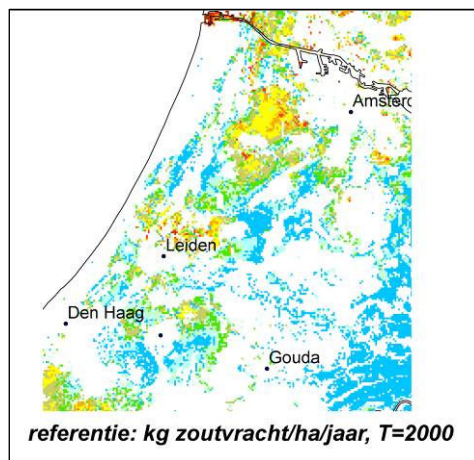 Amsterd
Leiden
Den Haag
Gouda
referentie: kg zoutvracht/ha/jaar, T=2000